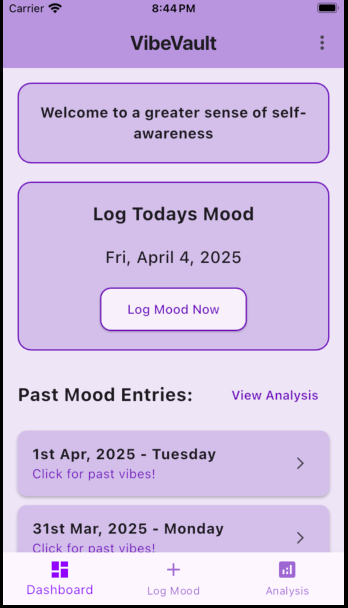 Carrier 8:44 PM
VibeVault
Welcome to a greater sense of self-
awareness
Log Todays Mood
Fri, April 4, 2025
Log Mood Now
Past Mood Entries: View Analysis
1st Apr, 2025 - Tuesday
Click for past vibes!
31st Mar, 2025 - Monday
Click for past vibes!
Dashboard Log Mood Analysis